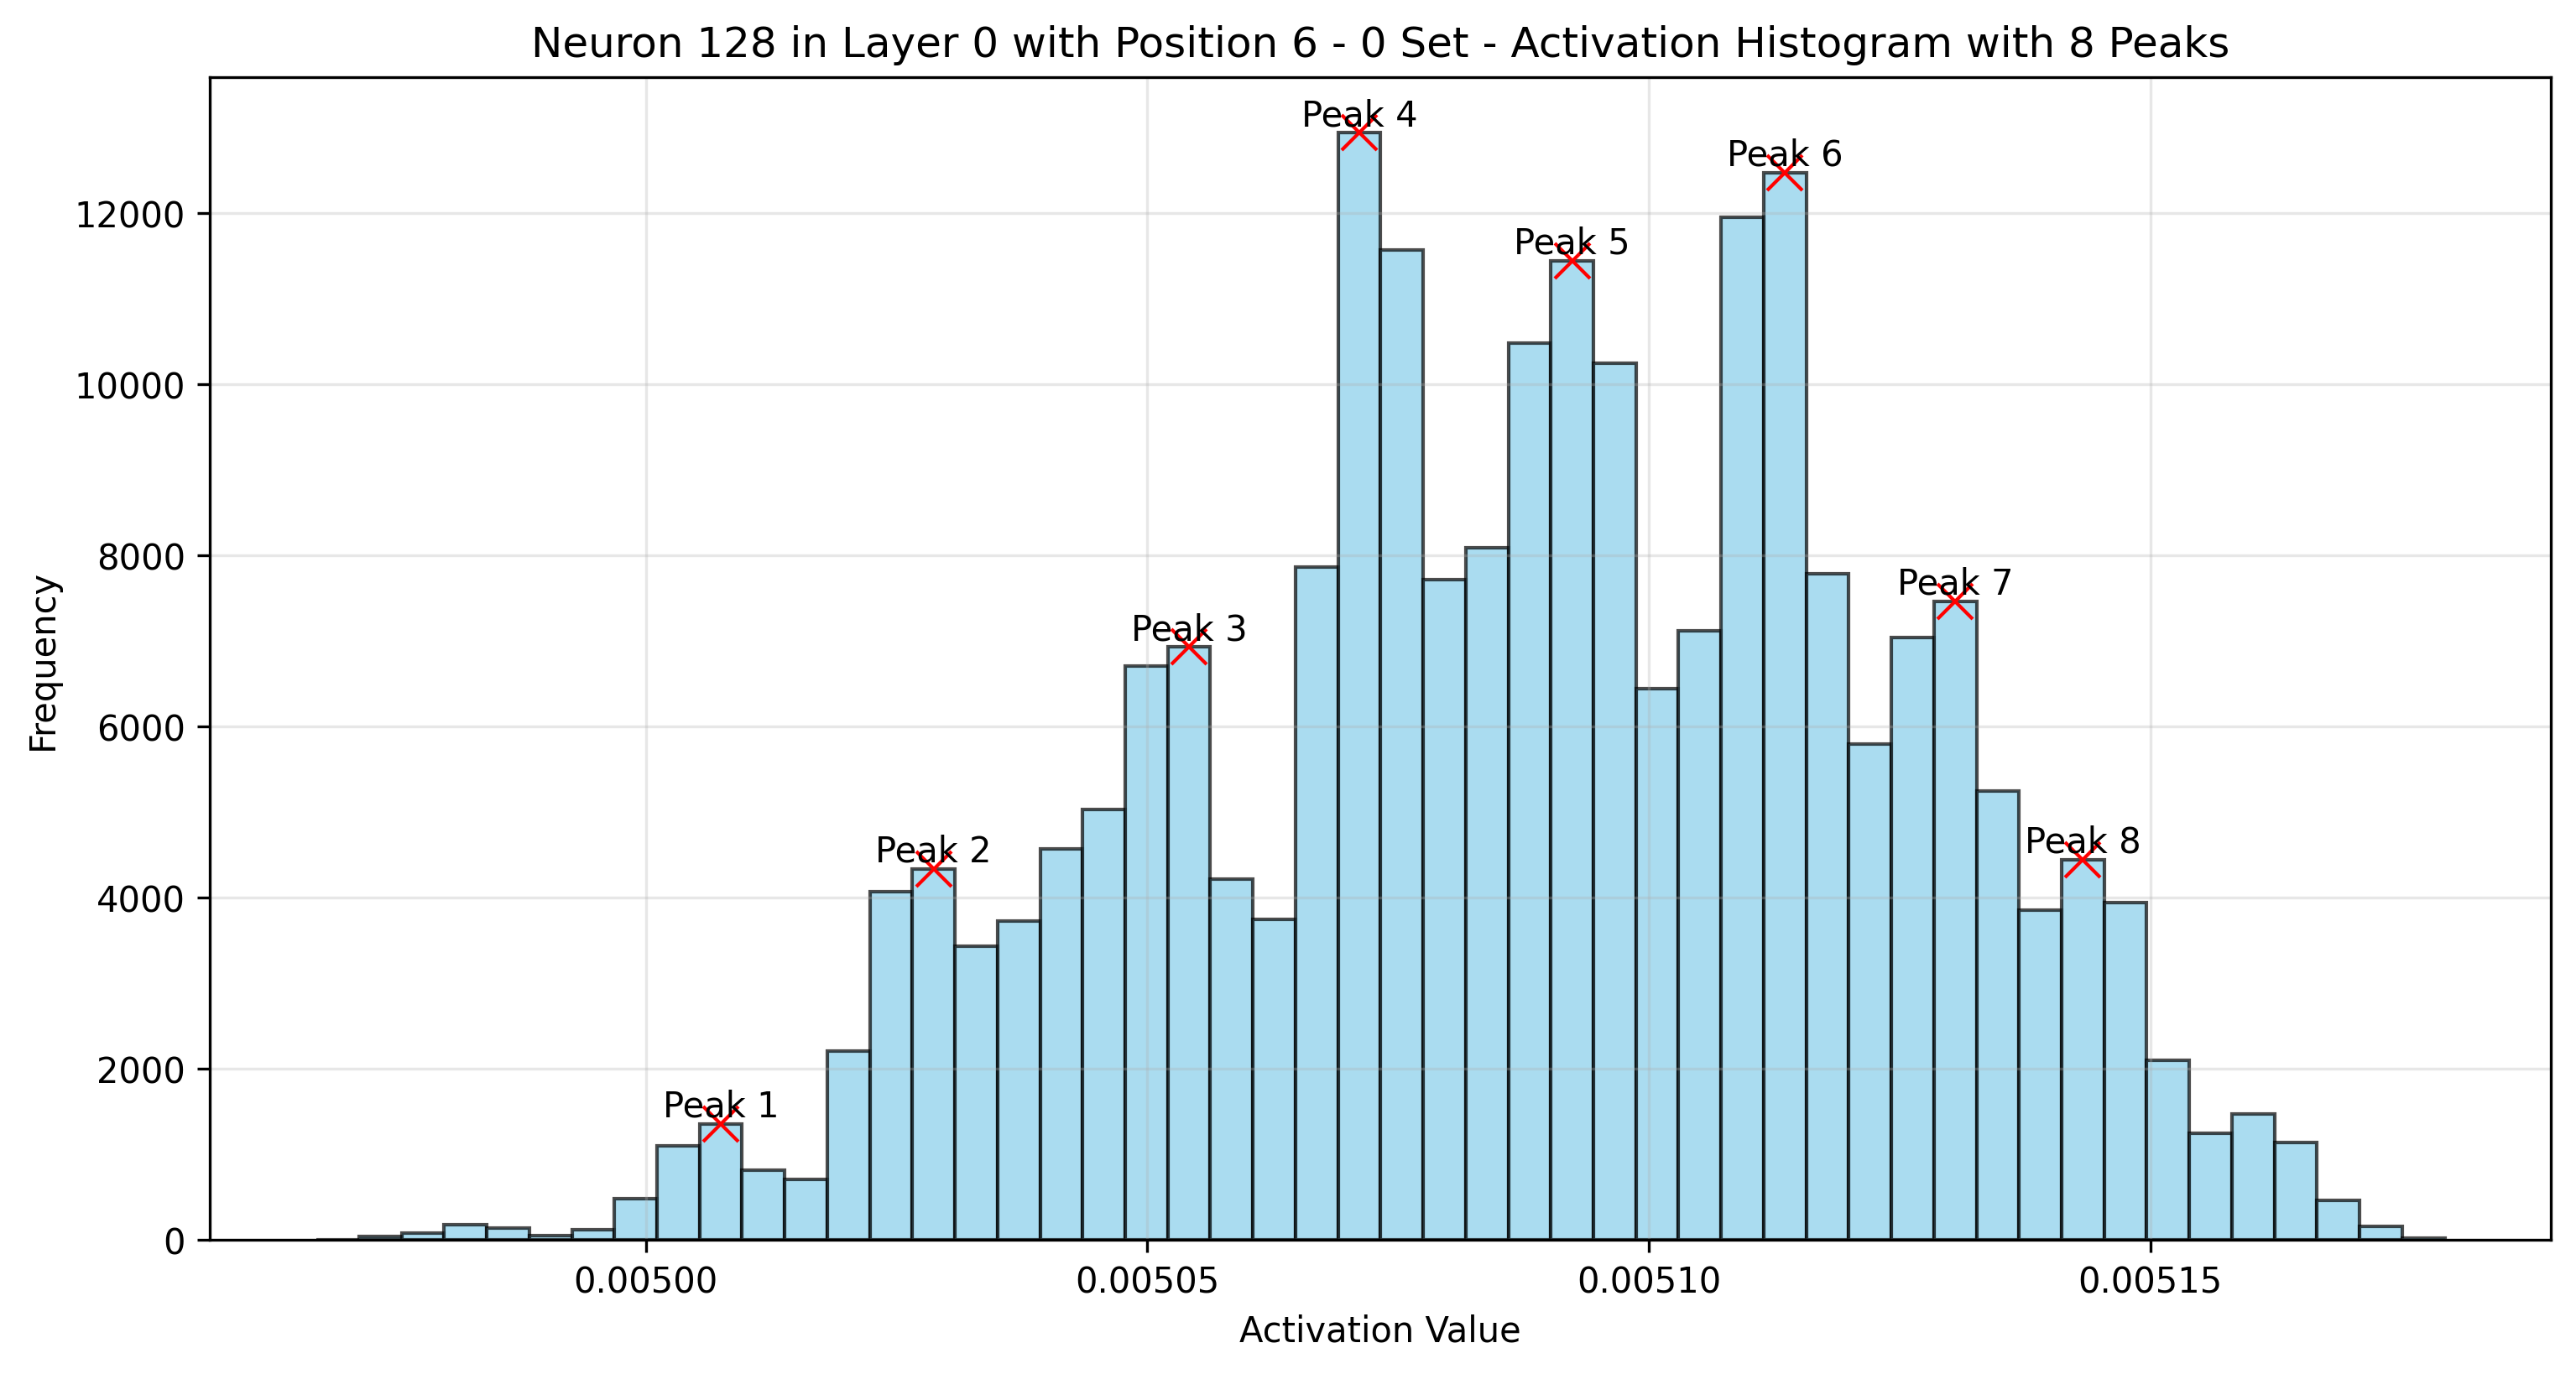 Neuron 128 in Layer 0 with Position 6 - 0 Set - Activation Histogram with 8 Peaks
Peak 4
Peak 6
12000
Peak 5
10000
8000
Peak 7
Peak 3
Frequency
6000
Peak 2
Peak 8
4000
2000
Peak 1
0
0.00500
0.00505
0.00510
0.00515
Activation Value